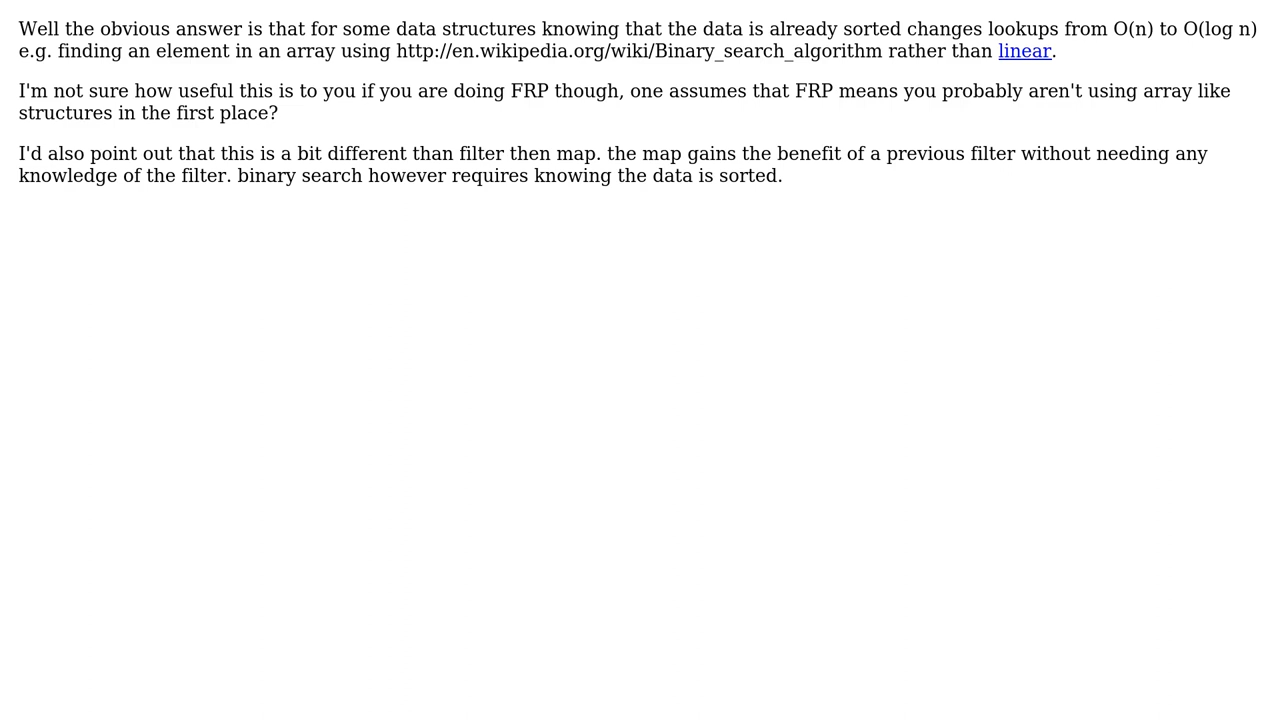 Well the obvious answer is that for some data structures knowing that the data is already sorted changes lookups from O(n) to O(log n)
e.g. finding an element in an array using http://en.wikipedia.org/wiki/Binary_search_algorithm rather than linear.
I'm not sure how useful this is to you if you are doing FRP though, one assumes that FRP means you probably aren't using array like
structures in the first place?
I'd also point out that this is a bit different than filter then map. the map gains the benefit of a previous filter without needing any
knowledge of the filter. binary search however requires knowing the data is sorted.